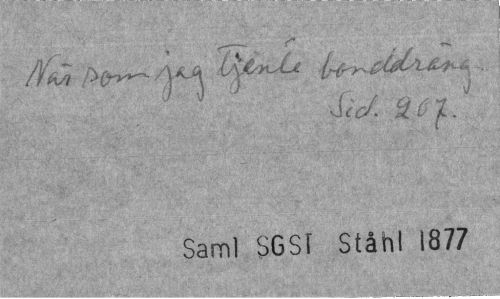 När som jag tjente bonddräng.
Sid. 207.
Saml SGST Ståhl 1877